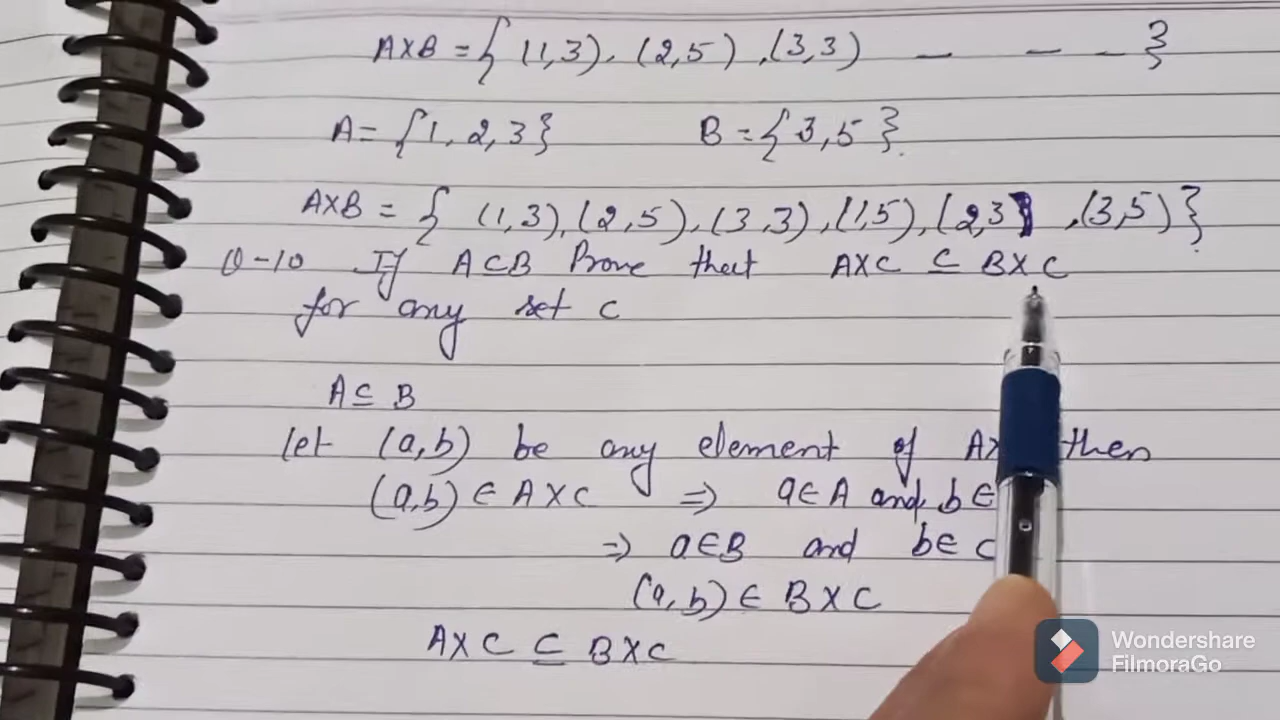 A×B = { (1,3), (2,5), (3,3) — — — }
A = {1, 2, 3} B = {3, 5}.
A×B = { (1,3), (2,5), (3,3), (1,5), (2,3) , (3,5) }
Q-10 If A⊂B Prove that A×C ⊆ B×C
for any set C
A⊆B
let (a,b) be any element of A× then
(a,b) ∈ A×C ⇒ a∈A and b∈
⇒ a∈B and b∈C
(a,b) ∈ B×C
A×C ⊆ B×C
Wondershare
FilmoraGo